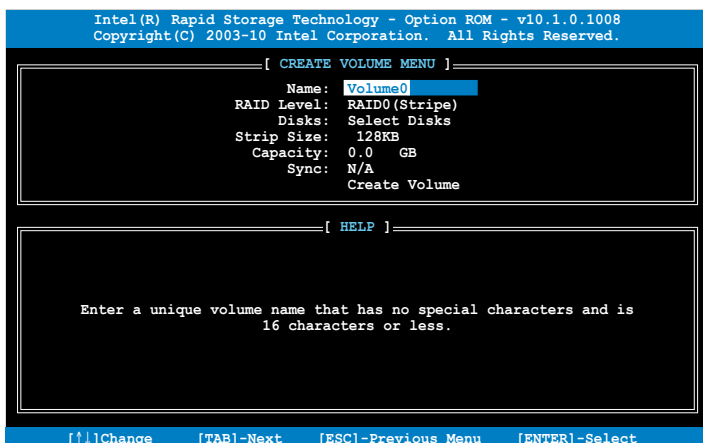 Intel(R) Rapid Storage Technology - Option ROM - v10.1.0.1008
Copyright(C) 2003-10 Intel Corporation. All Rights Reserved.
[ CREATE VOLUME MENU ]
Name: Volume0
RAID Level: RAID0(Stripe)
Disks: Select Disks
Strip Size: 128KB
Capacity: 0.0 GB
Sync: N/A
Create Volume
[ HELP ]
Enter a unique volume name that has no special characters and is
16 characters or less.
[↑↓]Change [TAB]-Next [ESC]-Previous Menu [ENTER]-Select